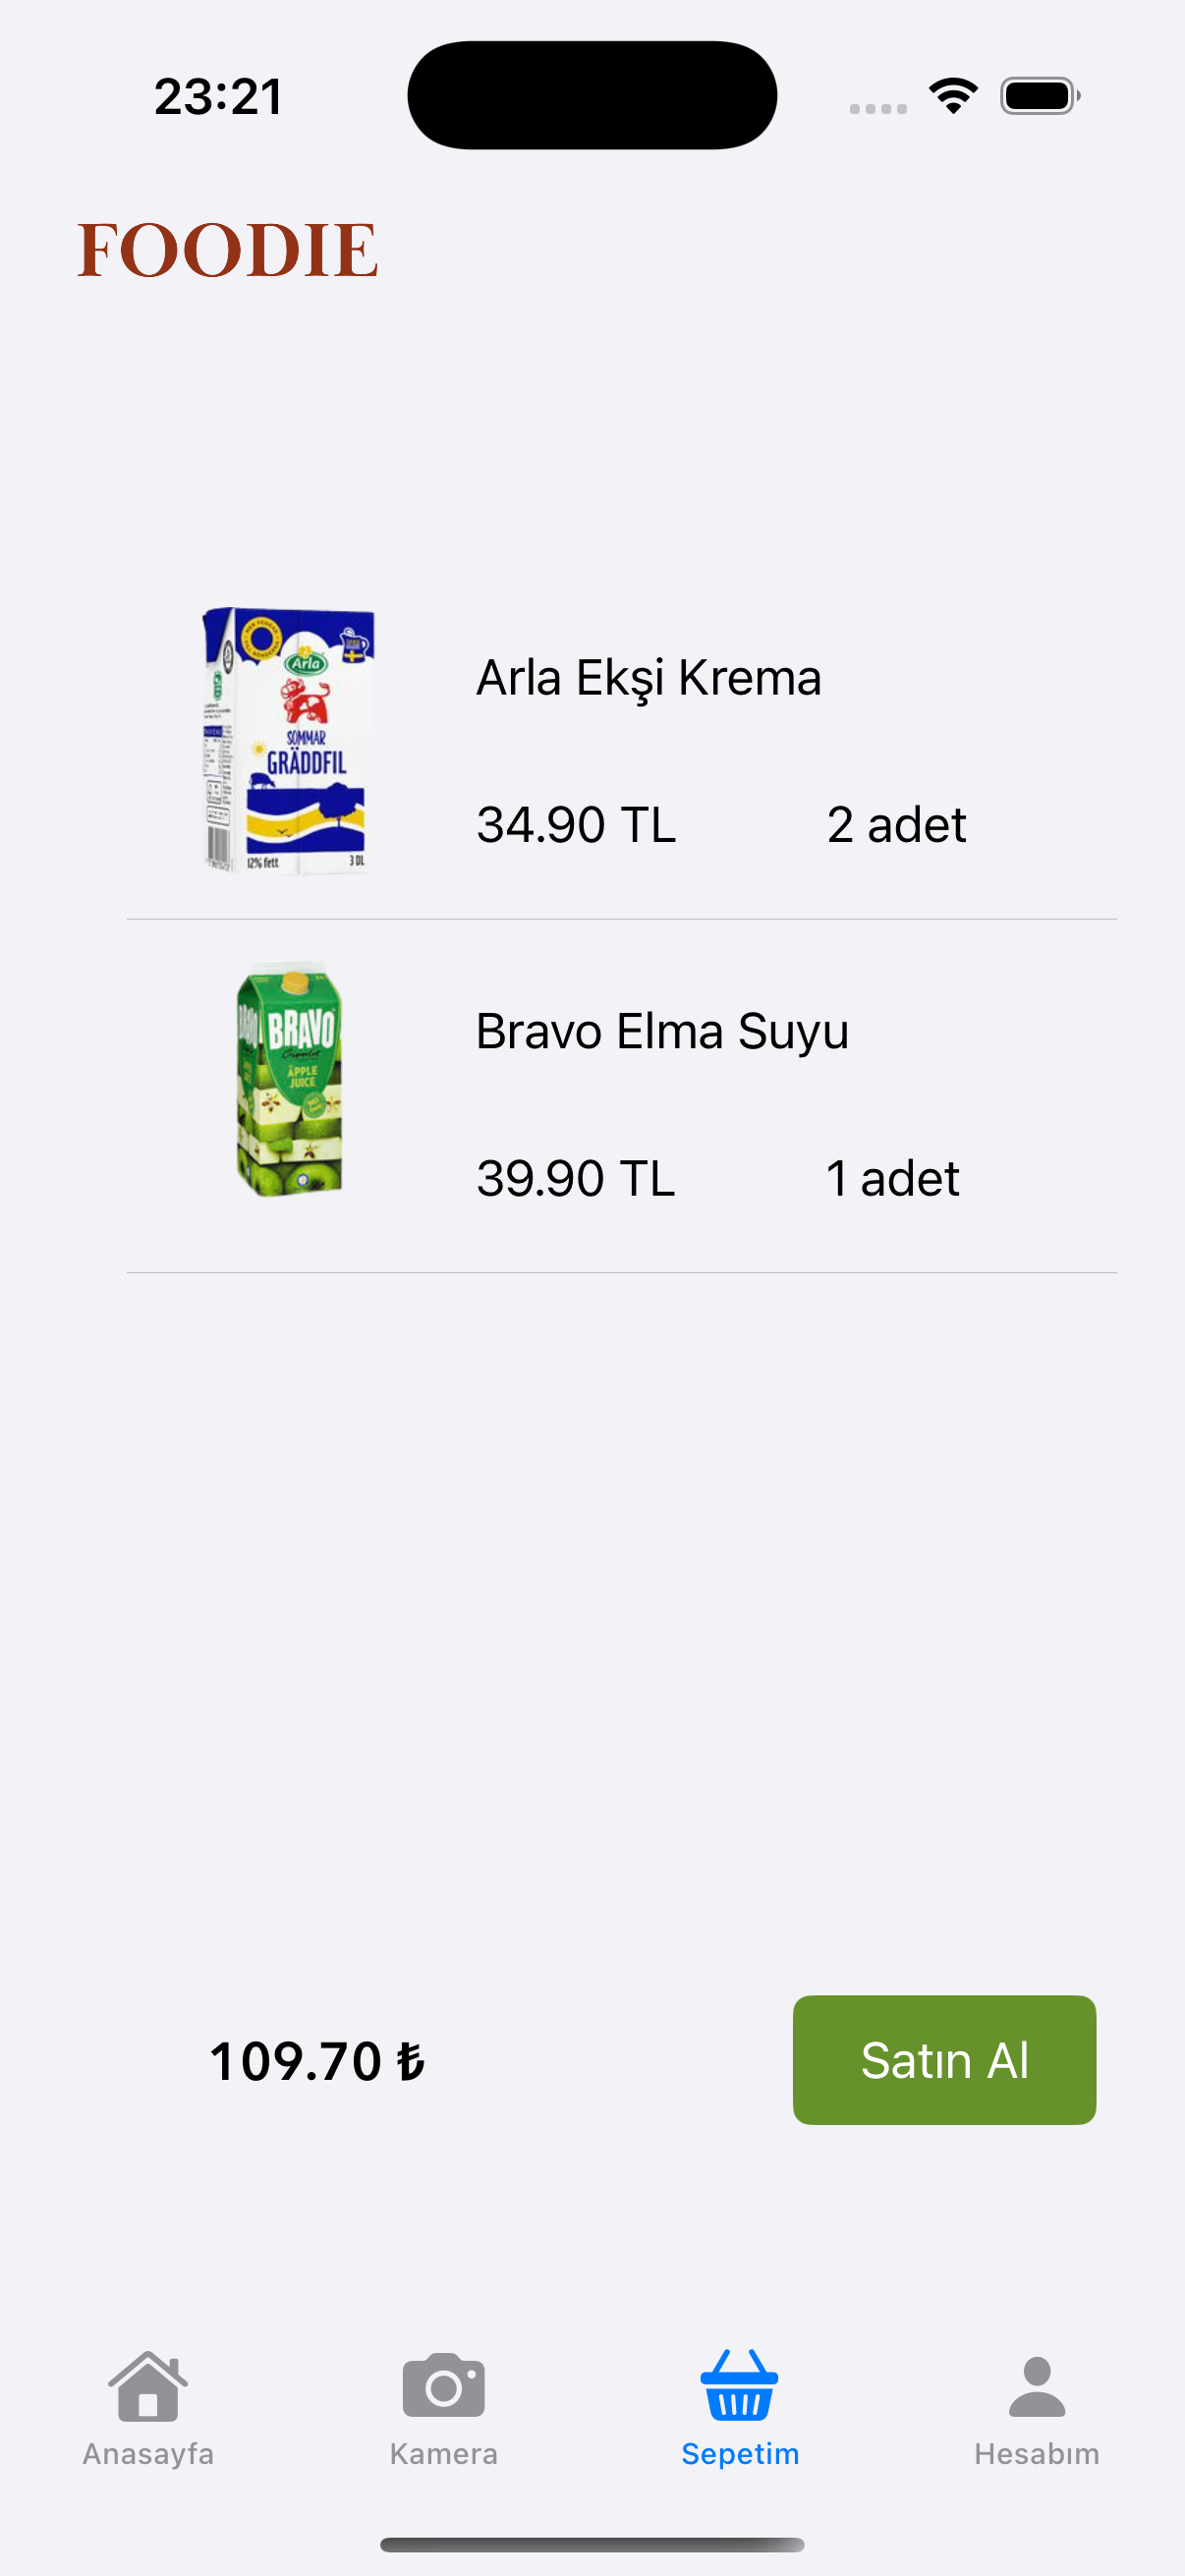 23:21
FOODIE
Arla
SOMMAR
GRÄDDFIL
12% fett
3 DL
Arla Ekşi Krema
34.90 TL
2 adet
BRAVO
APPLE
JUICE
Bravo Elma Suyu
39.90 TL
1 adet
109.70 ₺
Satın Al
Anasayfa
Kamera
Sepetim
Hesabım